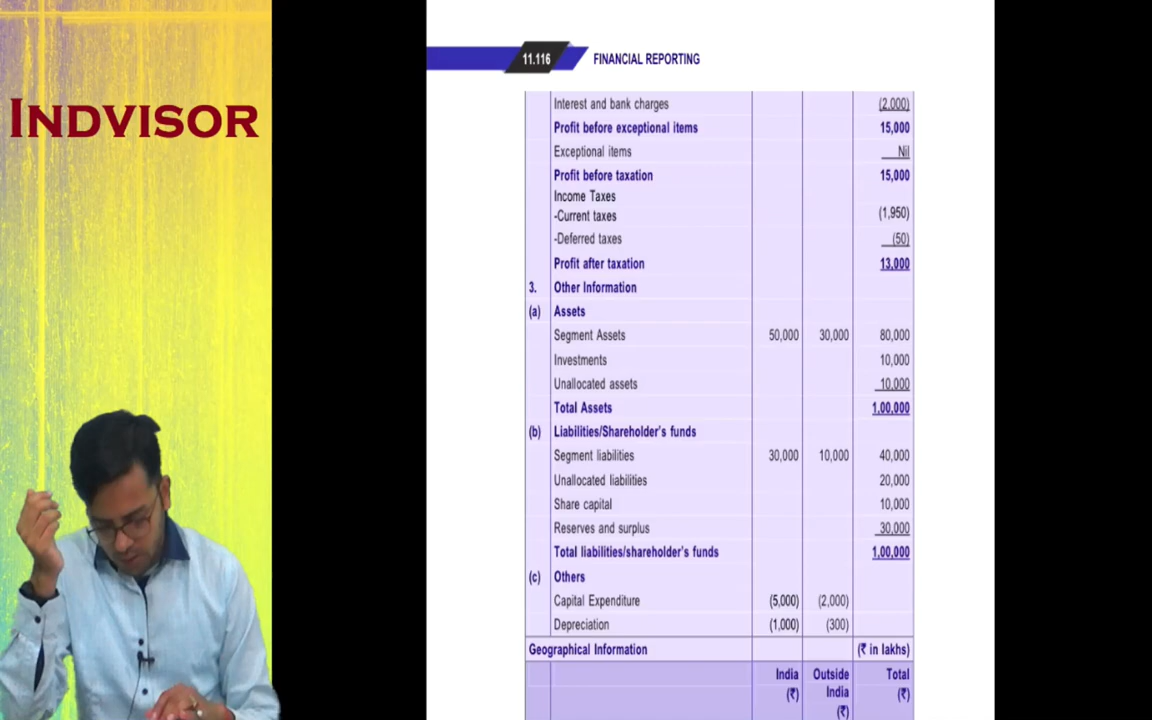 INDVISOR
11.116 FINANCIAL REPORTING
Interest and bank charges (2,000)
Profit before exceptional items 15,000
Exceptional items Nil
Profit before taxation 15,000
Income Taxes
-Current taxes (1,950)
-Deferred taxes (50)
Profit after taxation 13,000
3. Other Information
(a) Assets
Segment Assets 50,000 30,000 80,000
Investments 10,000
Unallocated assets 10,000
Total Assets 1,00,000
(b) Liabilities/Shareholder's funds
Segment liabilities 30,000 10,000 40,000
Unallocated liabilities 20,000
Share capital 10,000
Reserves and surplus 30,000
Total liabilities/shareholder's funds 1,00,000
(c) Others
Capital Expenditure (5,000) (2,000)
Depreciation (1,000) (300)
Geographical Information (₹ in lakhs)
India Outside Total
(₹) India (₹)
(₹)